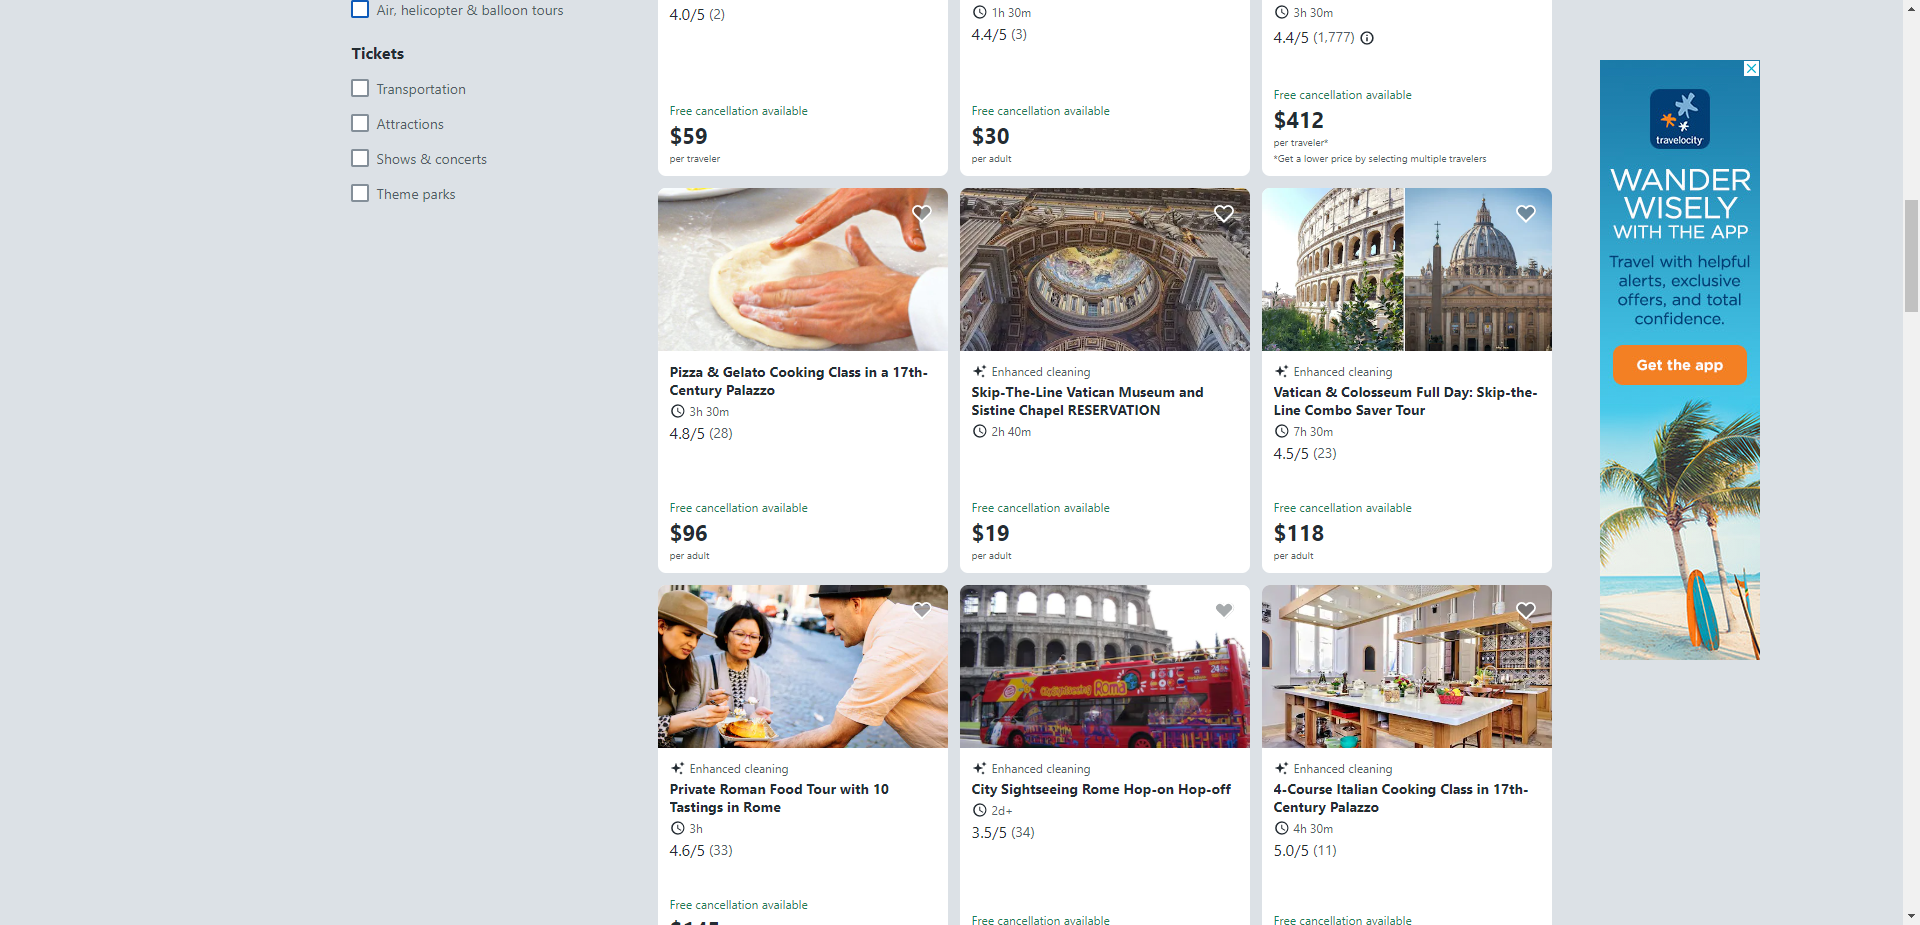 Air, helicopter & balloon tours
Tickets
Transportation
Attractions
Shows & concerts
Theme parks
4.0/5 (2)
Free cancellation available
$59
per traveler
1h 30m
4.4/5 (3)
Free cancellation available
$30
per adult
3h 30m
4.4/5 (1,777)
Free cancellation available
$412
per traveler*
*Get a lower price by selecting multiple travelers
Pizza & Gelato Cooking Class in a 17th-
Century Palazzo
3h 30m
4.8/5 (28)
Free cancellation available
$96
per adult
Enhanced cleaning
Skip-The-Line Vatican Museum and
Sistine Chapel RESERVATION
2h 40m
Free cancellation available
$19
per adult
Enhanced cleaning
Vatican & Colosseum Full Day: Skip-the-
Line Combo Saver Tour
7h 30m
4.5/5 (23)
Free cancellation available
$118
per adult
Enhanced cleaning
Private Roman Food Tour with 10
Tastings in Rome
3h
4.6/5 (33)
Free cancellation available
CitySightseeing Roma
Enhanced cleaning
City Sightseeing Rome Hop-on Hop-off
2d+
3.5/5 (34)
Free cancellation available
Enhanced cleaning
4-Course Italian Cooking Class in 17th-
Century Palazzo
4h 30m
5.0/5 (11)
Free cancellation available
travelocity
WANDER
WISELY
WITH THE APP
Travel with helpful
alerts, exclusive
offers, and total
confidence.
Get the app